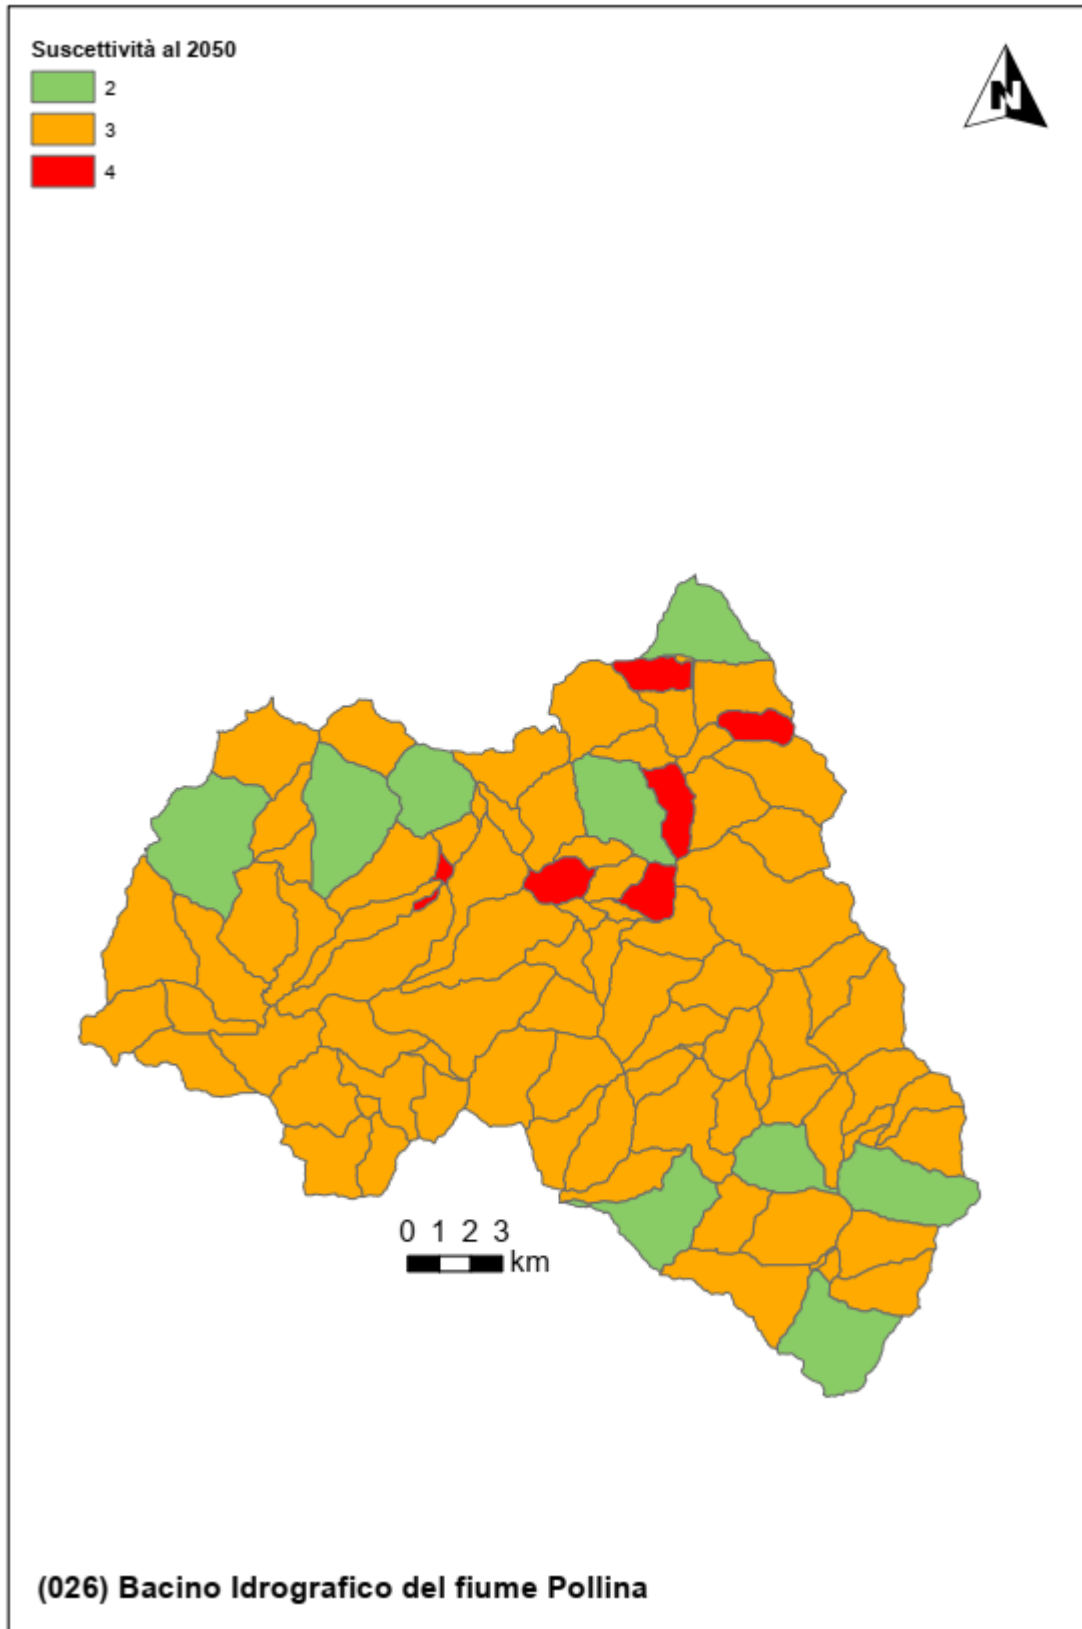 Suscettività al 2050
2
3
4
N
0 1 2 3
km
(026) Bacino Idrografico del fiume Pollina